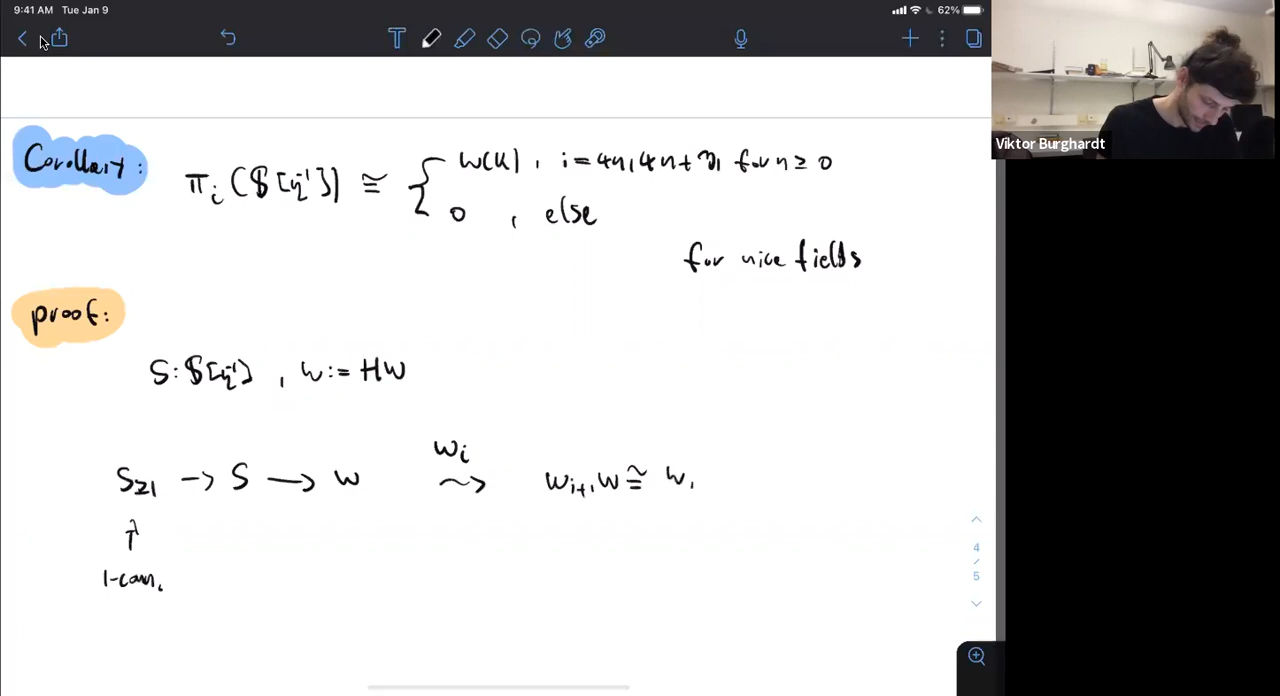 9:41 AM Tue Jan 9
62%
Viktor Burghardt
Corollary:
π_i ($[η^{-1}]) ≅ { W(k), i = 4n, 4n+3, for n ≥ 0
0, else
for nice fields
proof:
S: $[η^{-1}], W := HW
S_{≥1} → S → W
W_i
⇝
W_{i+1} W ≅ W,
↑
1-conn.
4
/
5